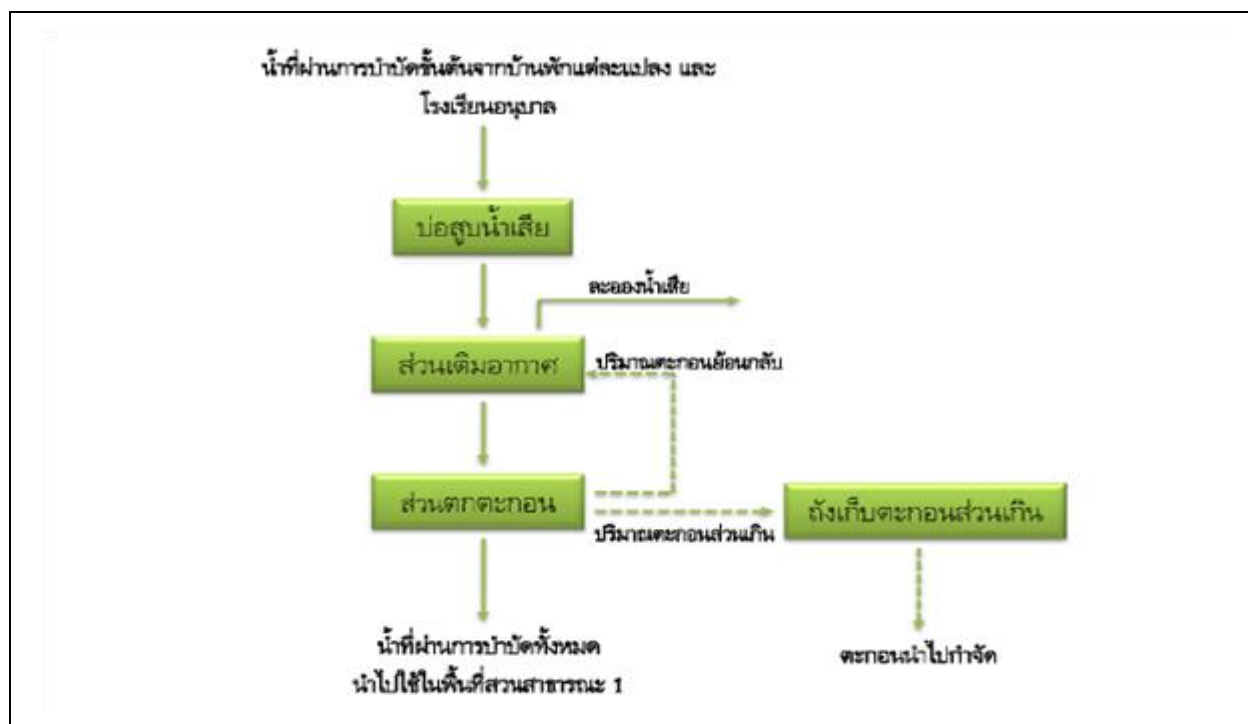 น้ำที่ผ่านการบำบัดขั้นต้นจากบ้านพักแต่ละแปลง และ
โรงเรียนอนุบาล
บ่อสูบน้ำเสีย
ละอองน้ำเสีย
ส่วนเติมอากาศ
ปริมาณตะกอนย้อนกลับ
ส่วนตกตะกอน
ปริมาณตะกอนส่วนเกิน
ถังเก็บตะกอนส่วนเกิน
น้ำที่ผ่านการบำบัดทั้งหมด
นำไปใช้ในพื้นที่สวนสาธารณะ 1
ตะกอนนำไปกำจัด